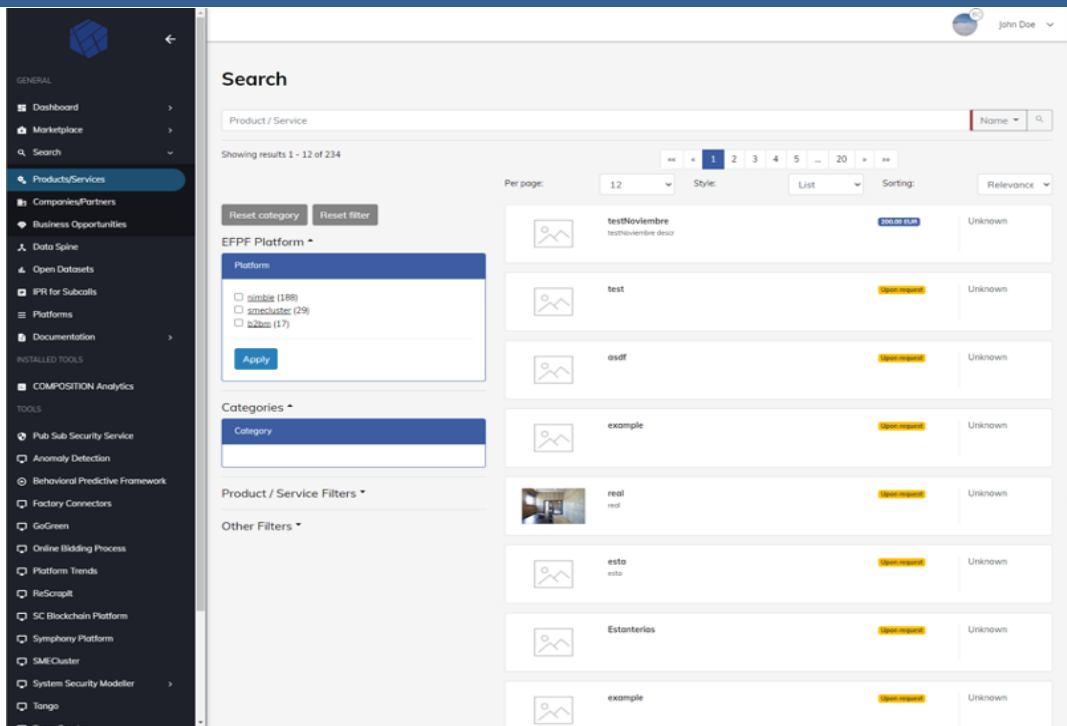 John Doe
GENERAL
Dashboard
Marketplace
Search
Products/Services
Companies/Partners
Business Opportunities
Data Spine
Open Datasets
IPR for Subcalls
Platforms
Documentation
INSTALLED TOOLS
COMPOSITION Analytics
TOOLS
Pub Sub Security Service
Anomaly Detection
Behavioral Predictive Framework
Factory Connectors
GoGreen
Online Bidding Process
Platform Trends
ReScrapIt
SC Blockchain Platform
Symphony Platform
SMECluster
System Security Modeller
Tango
Search
Product / Service
Name
Showing results 1 - 12 of 234
«« « 1 2 3 4 5 ... 20 » »»
Per page: 12 Style: List Sorting: Relevance
Reset category Reset filter
EFPF Platform
Platform
nimble (188)
smecluster (29)
b2bm (17)
Apply
Categories
Category
Product / Service Filters
Other Filters
testNoviembre 200.00 EUR Unknown
testNoviembre descr
test Upon request Unknown
asdf Upon request Unknown
example Upon request Unknown
real Upon request Unknown
real
esto Upon request Unknown
esto
Estanterias Upon request Unknown
example Upon request Unknown